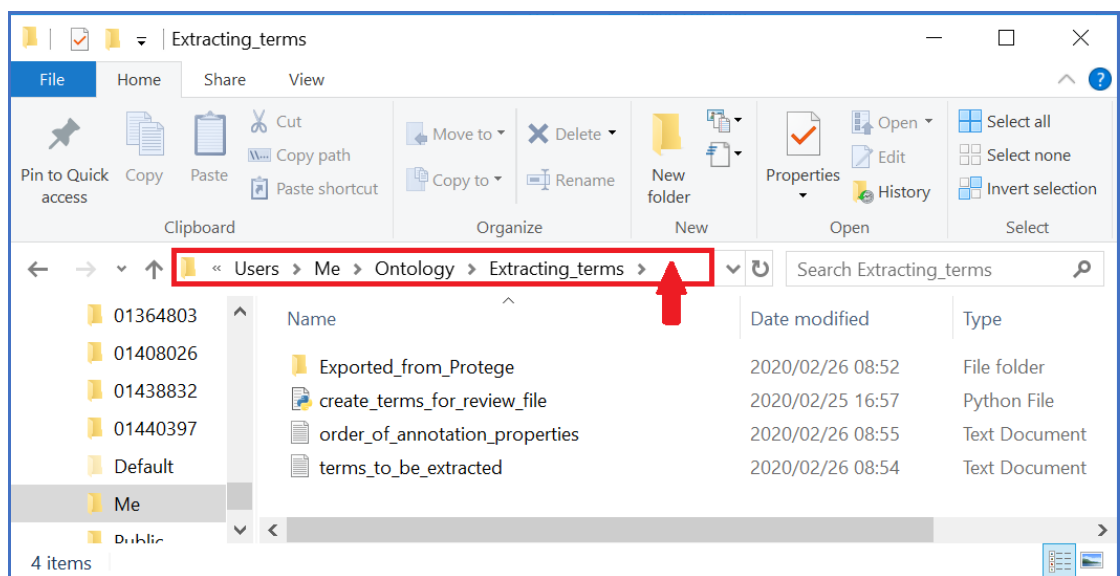 Extracting_terms
File Home Share View ?
Cut
Copy path
Paste shortcut
Pin to Quick access
Copy
Paste
Clipboard
Move to
Copy to
Delete
Rename
Organize
New folder
New
Properties
Open
Edit
History
Open
Select all
Select none
Invert selection
Select
« Users > Me > Ontology > Extracting_terms >
Search Extracting_terms
01364803
01408026
01438832
01440397
Default
Me
Public
Name Date modified Type
Exported_from_Protege 2020/02/26 08:52 File folder
create_terms_for_review_file 2020/02/25 16:57 Python File
order_of_annotation_properties 2020/02/26 08:55 Text Document
terms_to_be_extracted 2020/02/26 08:54 Text Document
4 items